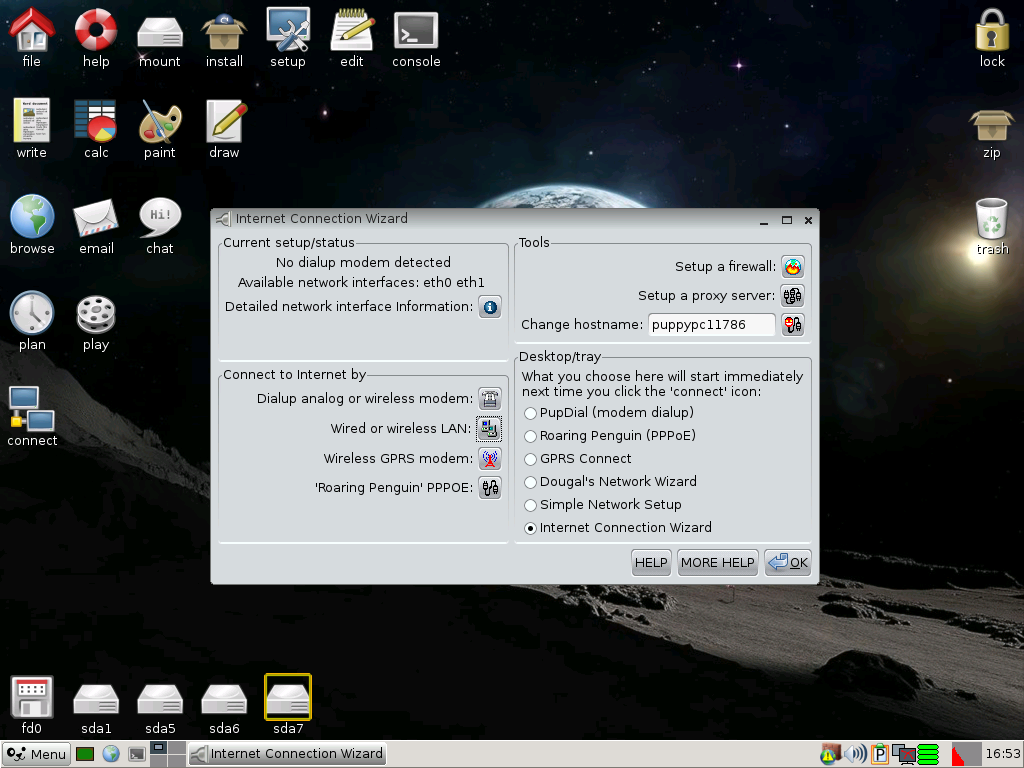 file
help
mount
install
setup
edit
console
lock
write
calc
paint
draw
zip
browse
email
Hi!
chat
trash
plan
play
connect
Internet Connection Wizard
Current setup/status
No dialup modem detected
Available network interfaces: eth0 eth1
Detailed network interface Information:
Connect to Internet by
Dialup analog or wireless modem:
Wired or wireless LAN:
Wireless GPRS modem:
'Roaring Penguin' PPPOE:
Tools
Setup a firewall:
Setup a proxy server:
Change hostname: puppypc11786
Desktop/tray
What you choose here will start immediately
next time you click the 'connect' icon:
PupDial (modem dialup)
Roaring Penguin (PPPoE)
GPRS Connect
Dougal's Network Wizard
Simple Network Setup
Internet Connection Wizard
HELP
MORE HELP
OK
fd0
sda1
sda5
sda6
sda7
Menu
Internet Connection Wizard
P
16:53